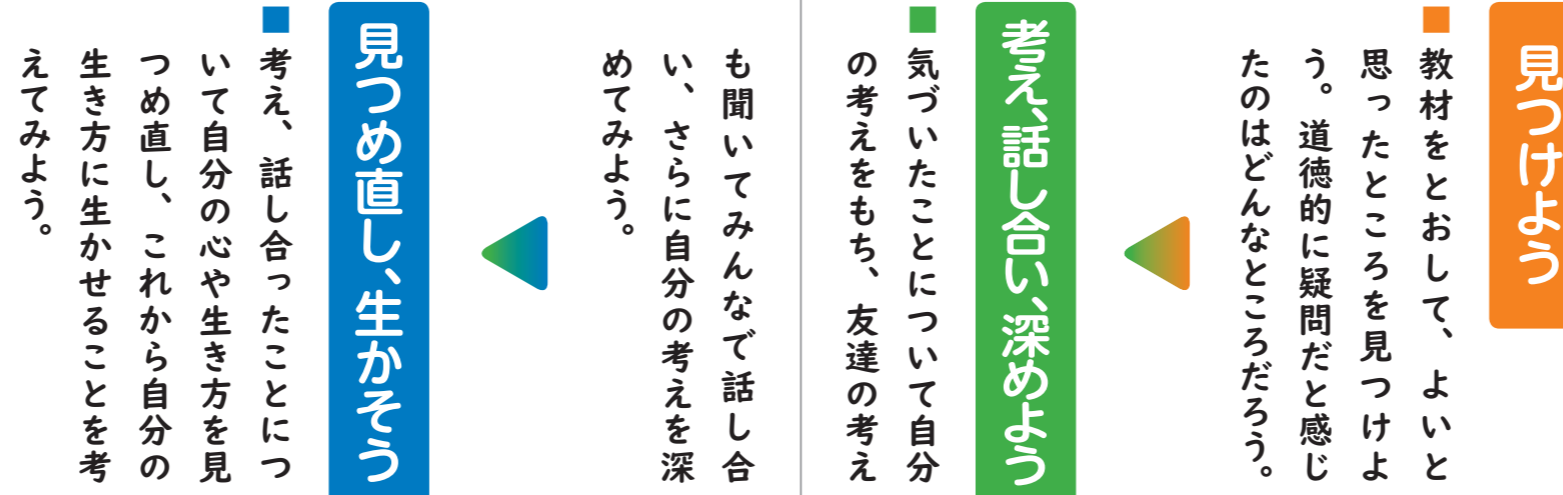 見つけよう
■教材をとおして、よいと
思ったところを見つけよ
う。道徳的に疑問だと感じ
たのはどんなところだろう。
考え、話し合い、深めよう
■気づいたことについて自分
の考えをもち、友達の考え
も聞いてみんなで話し合
い、さらに自分の考えを深
めてみよう。
見つめ直し、生かそう
■考え、話し合ったことにつ
いて自分の心や生き方を見
つめ直し、これから自分の
生き方に生かせることを考
えてみよう。